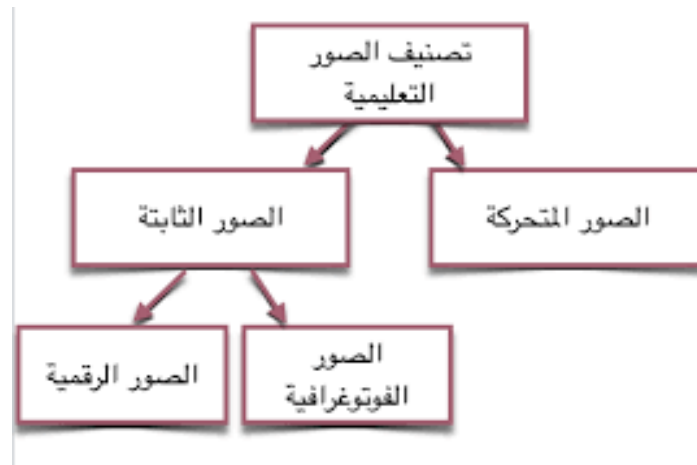 تصنيف الصور
التعليمية
الصور المتحركة
الصور الثابتة
الصور
الفوتوغرافية
الصور الرقمية